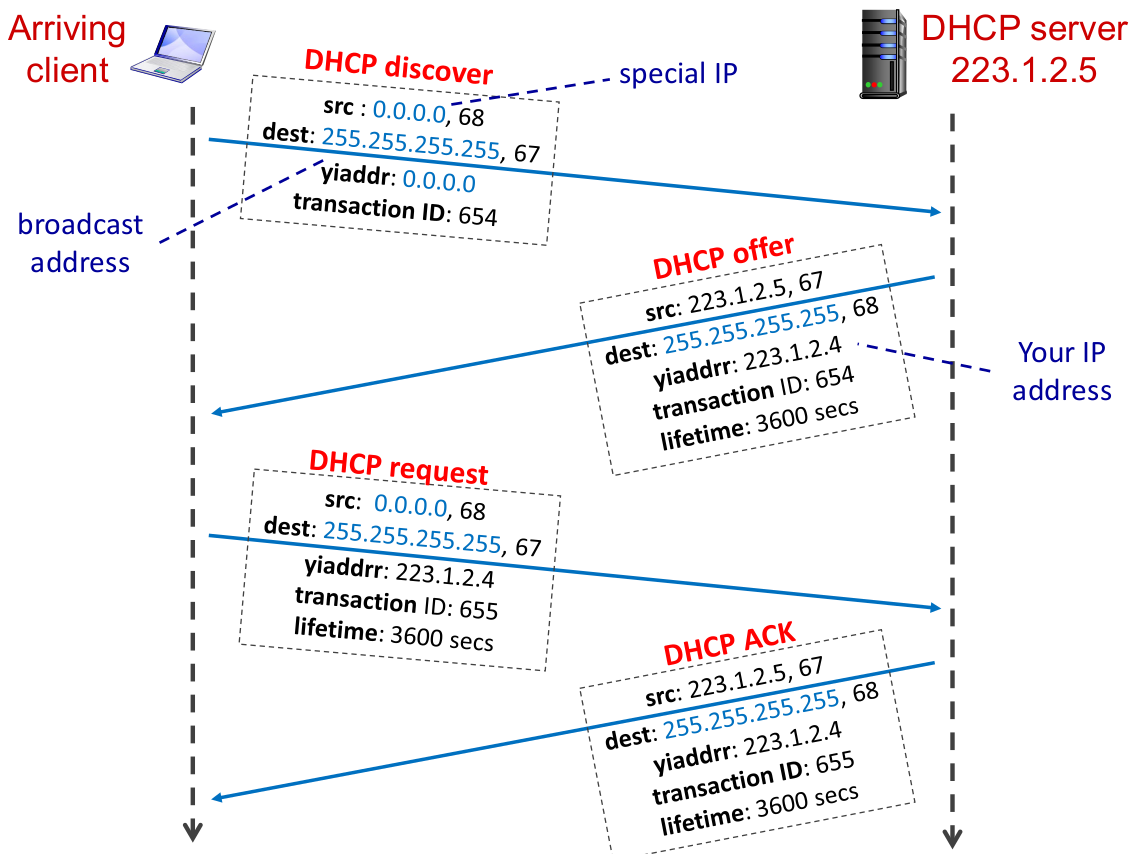 Arriving
client
DHCP server
223.1.2.5
DHCP discover
special IP
src : 0.0.0.0, 68
dest: 255.255.255.255, 67
yiaddr: 0.0.0.0
transaction ID: 654
broadcast
address
DHCP offer
src: 223.1.2.5, 67
dest: 255.255.255.255, 68
yiaddrr: 223.1.2.4
transaction ID: 654
lifetime: 3600 secs
Your IP
address
DHCP request
src: 0.0.0.0, 68
dest: 255.255.255.255, 67
yiaddrr: 223.1.2.4
transaction ID: 655
lifetime: 3600 secs
DHCP ACK
src: 223.1.2.5, 67
dest: 255.255.255.255, 68
yiaddrr: 223.1.2.4
transaction ID: 655
lifetime: 3600 secs